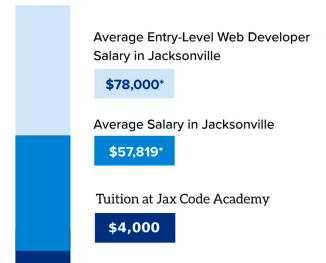 Average Entry-Level Web Developer
Salary in Jacksonville
$78,000*
Average Salary in Jacksonville
$57,819*
Tuition at Jax Code Academy
$4,000